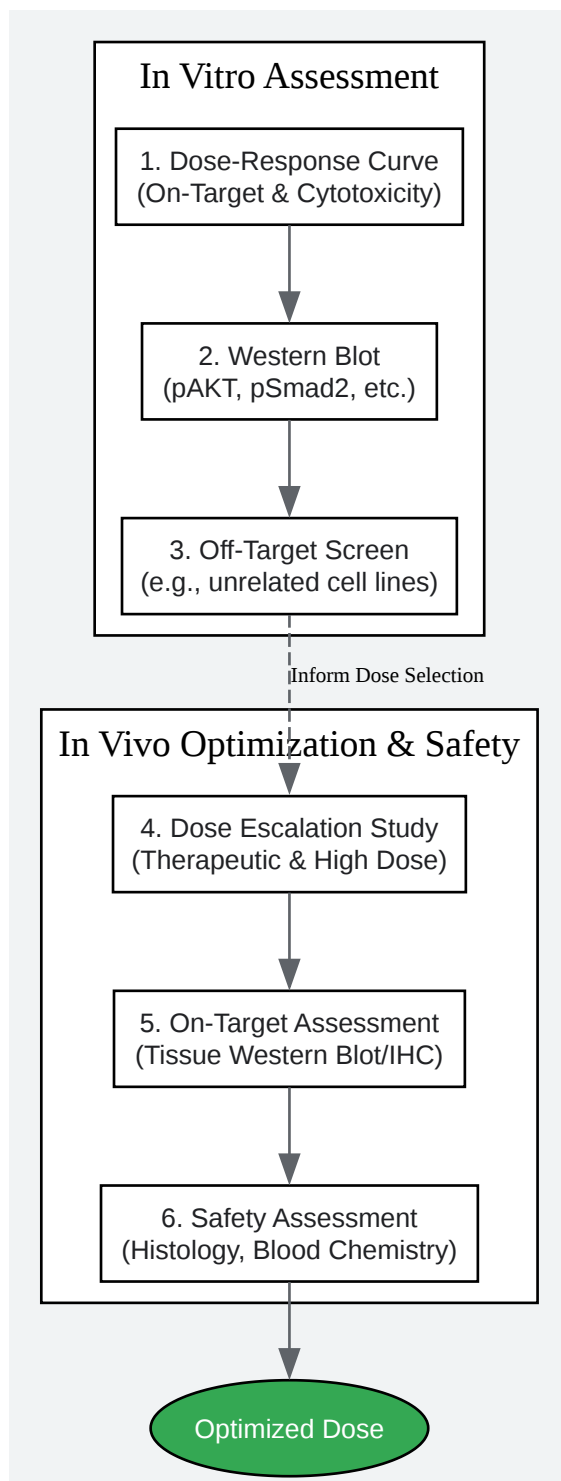 In Vitro Assessment
1. Dose-Response Curve
(On-Target & Cytotoxicity)
2. Western Blot
(pAKT, pSmad2, etc.)
3. Off-Target Screen
(e.g., unrelated cell lines)
Inform Dose Selection
In Vivo Optimization & Safety
4. Dose Escalation Study
(Therapeutic & High Dose)
5. On-Target Assessment
(Tissue Western Blot/IHC)
6. Safety Assessment
(Histology, Blood Chemistry)
Optimized Dose